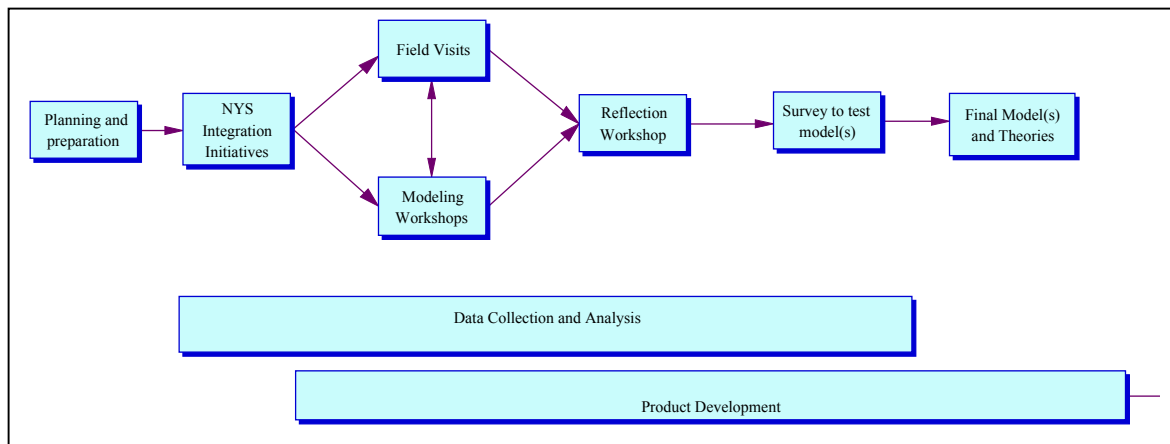 Planning and
preparation
NYS
Integration
Initiatives
Field Visits
Modeling
Workshops
Reflection
Workshop
Survey to test
model(s)
Final Model(s)
and Theories
Data Collection and Analysis
Product Development